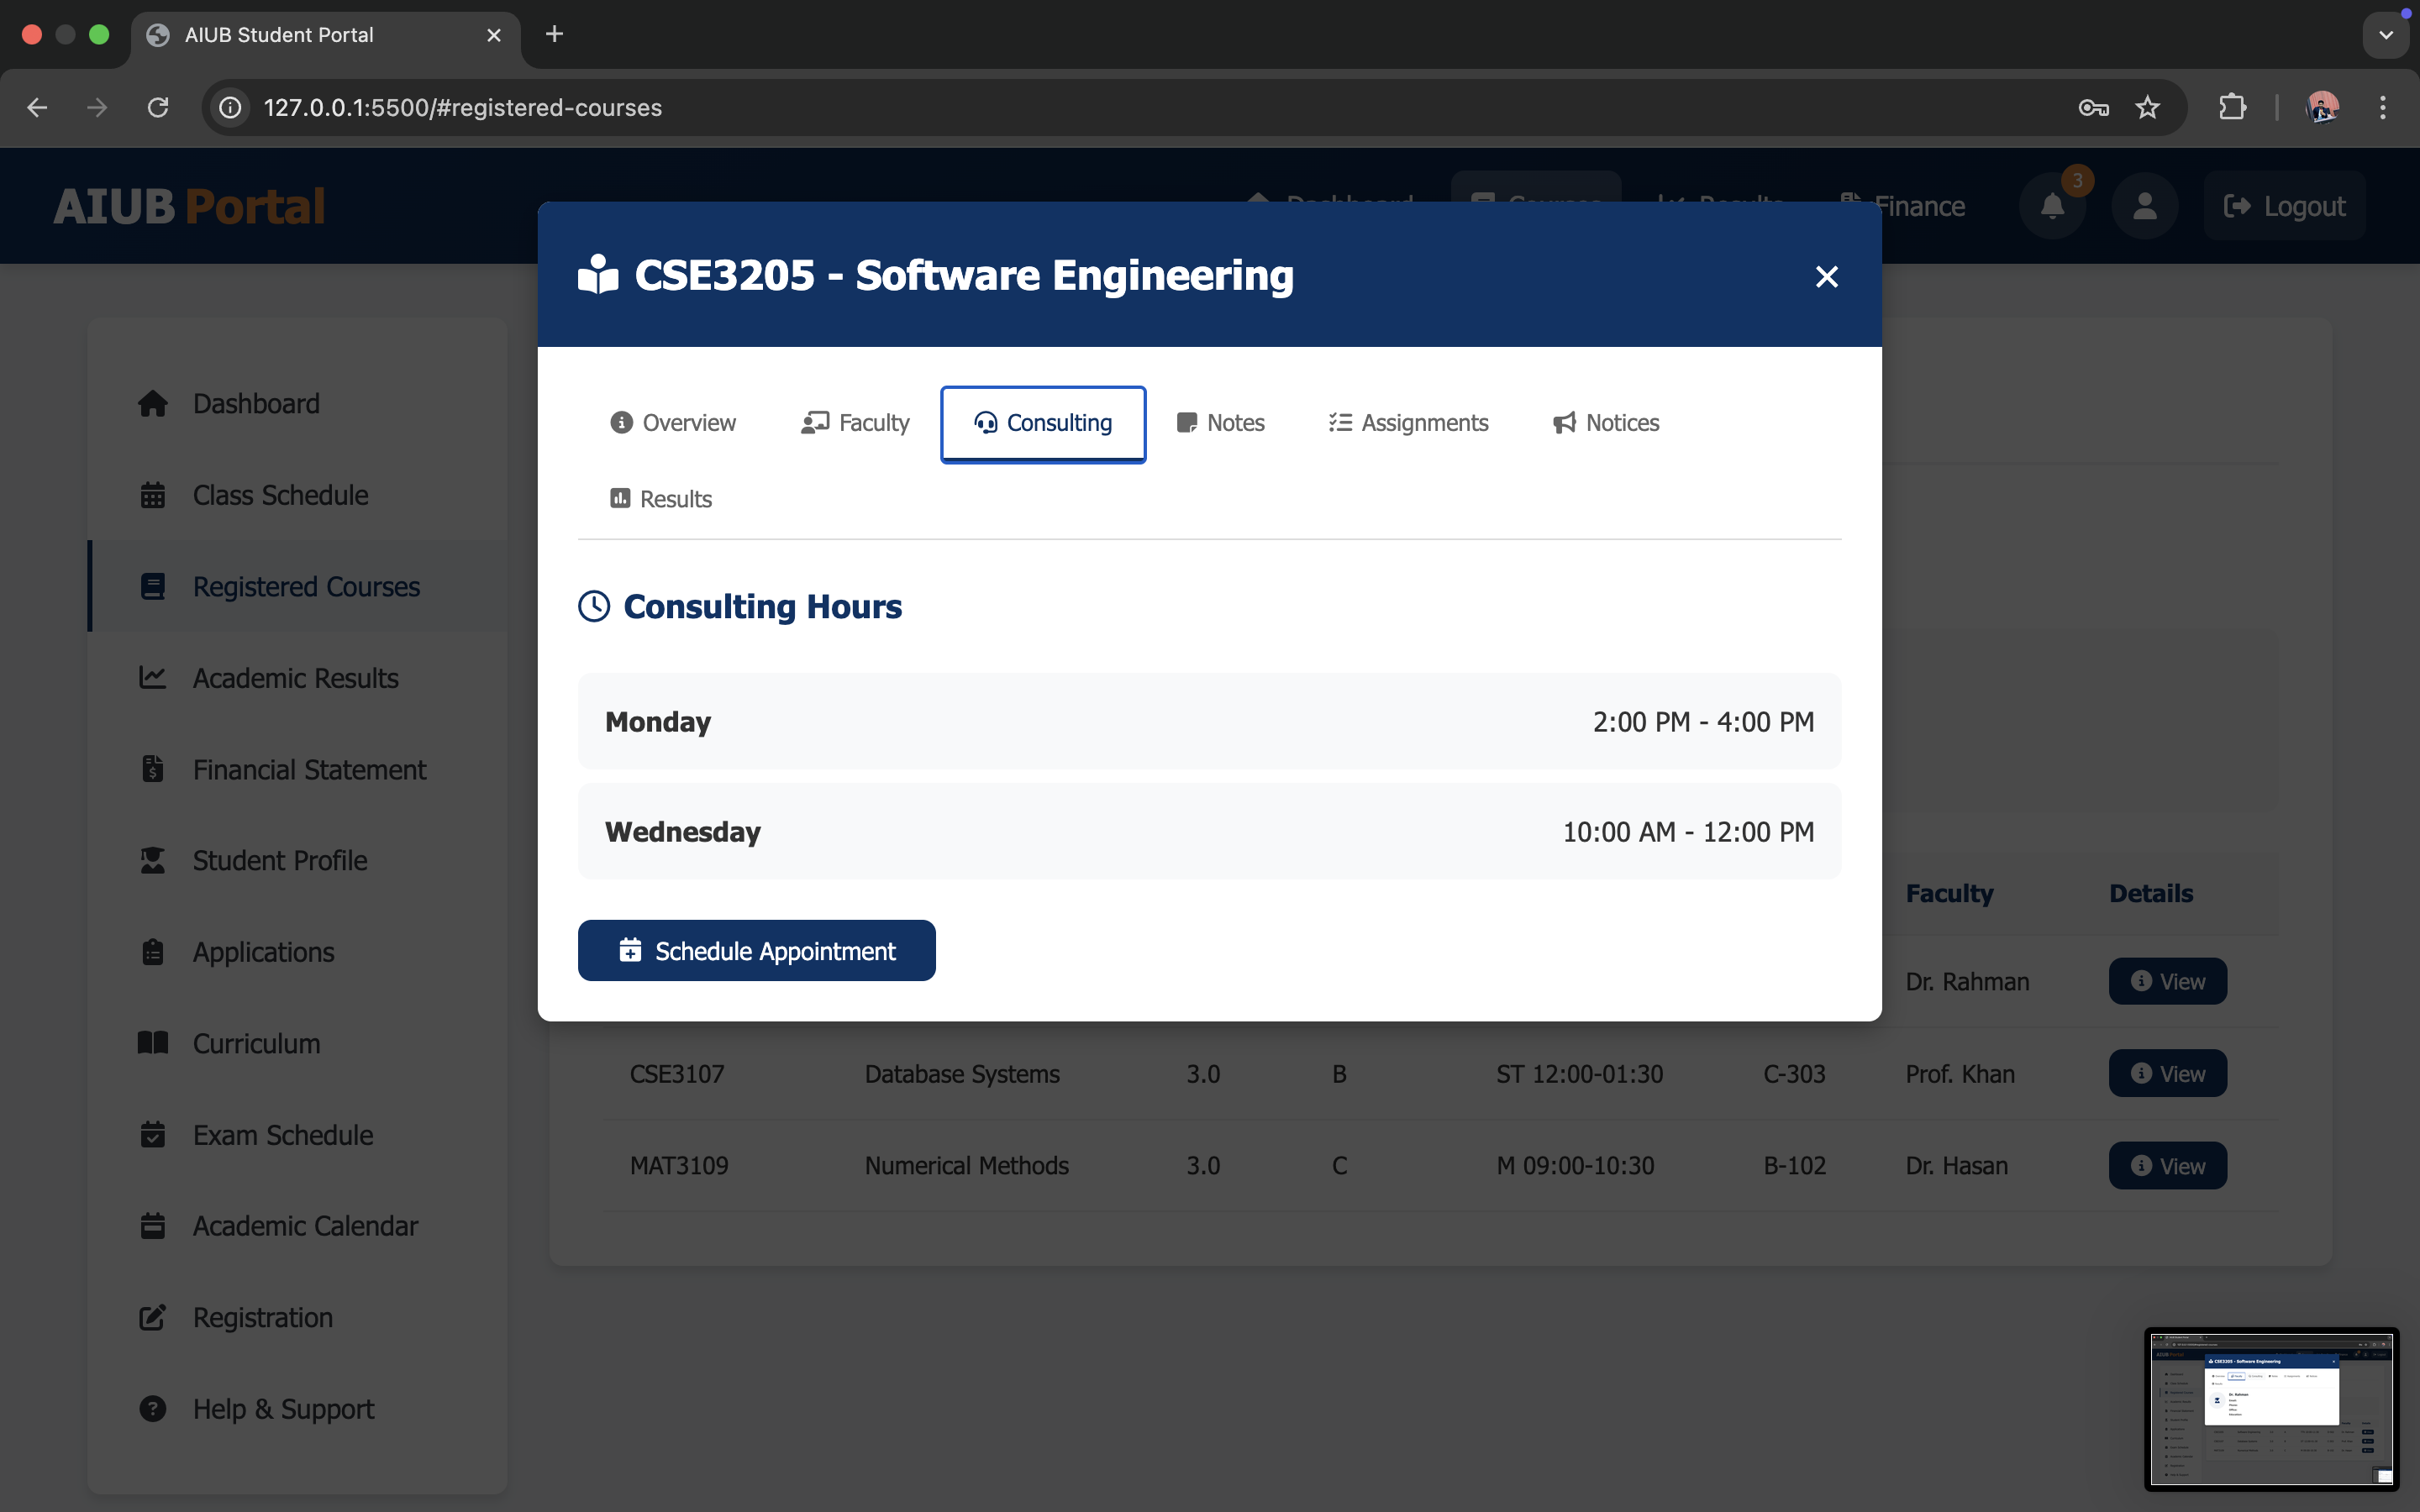 AIUB Student Portal
127.0.0.1:5500/#registered-courses
AIUB Portal
Dashboard
Courses
Results
Finance
3
Logout
Dashboard
Class Schedule
Registered Courses
Academic Results
Financial Statement
Student Profile
Applications
Curriculum
Exam Schedule
Academic Calendar
Registration
Help & Support
CSE3205 - Software Engineering
Overview
Faculty
Consulting
Notes
Assignments
Notices
Results
Consulting Hours
Monday 2:00 PM - 4:00 PM
Wednesday 10:00 AM - 12:00 PM
Schedule Appointment
Faculty Details
Dr. Rahman View
CSE3107 Database Systems 3.0 B ST 12:00-01:30 C-303 Prof. Khan View
MAT3109 Numerical Methods 3.0 C M 09:00-10:30 B-102 Dr. Hasan View
CSE3205 - Software Engineering
Dr. Rahman